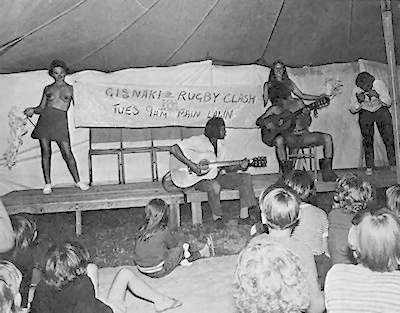 GISNAKI RUGBY CLASH
TUES 9AM MAIN LAWN